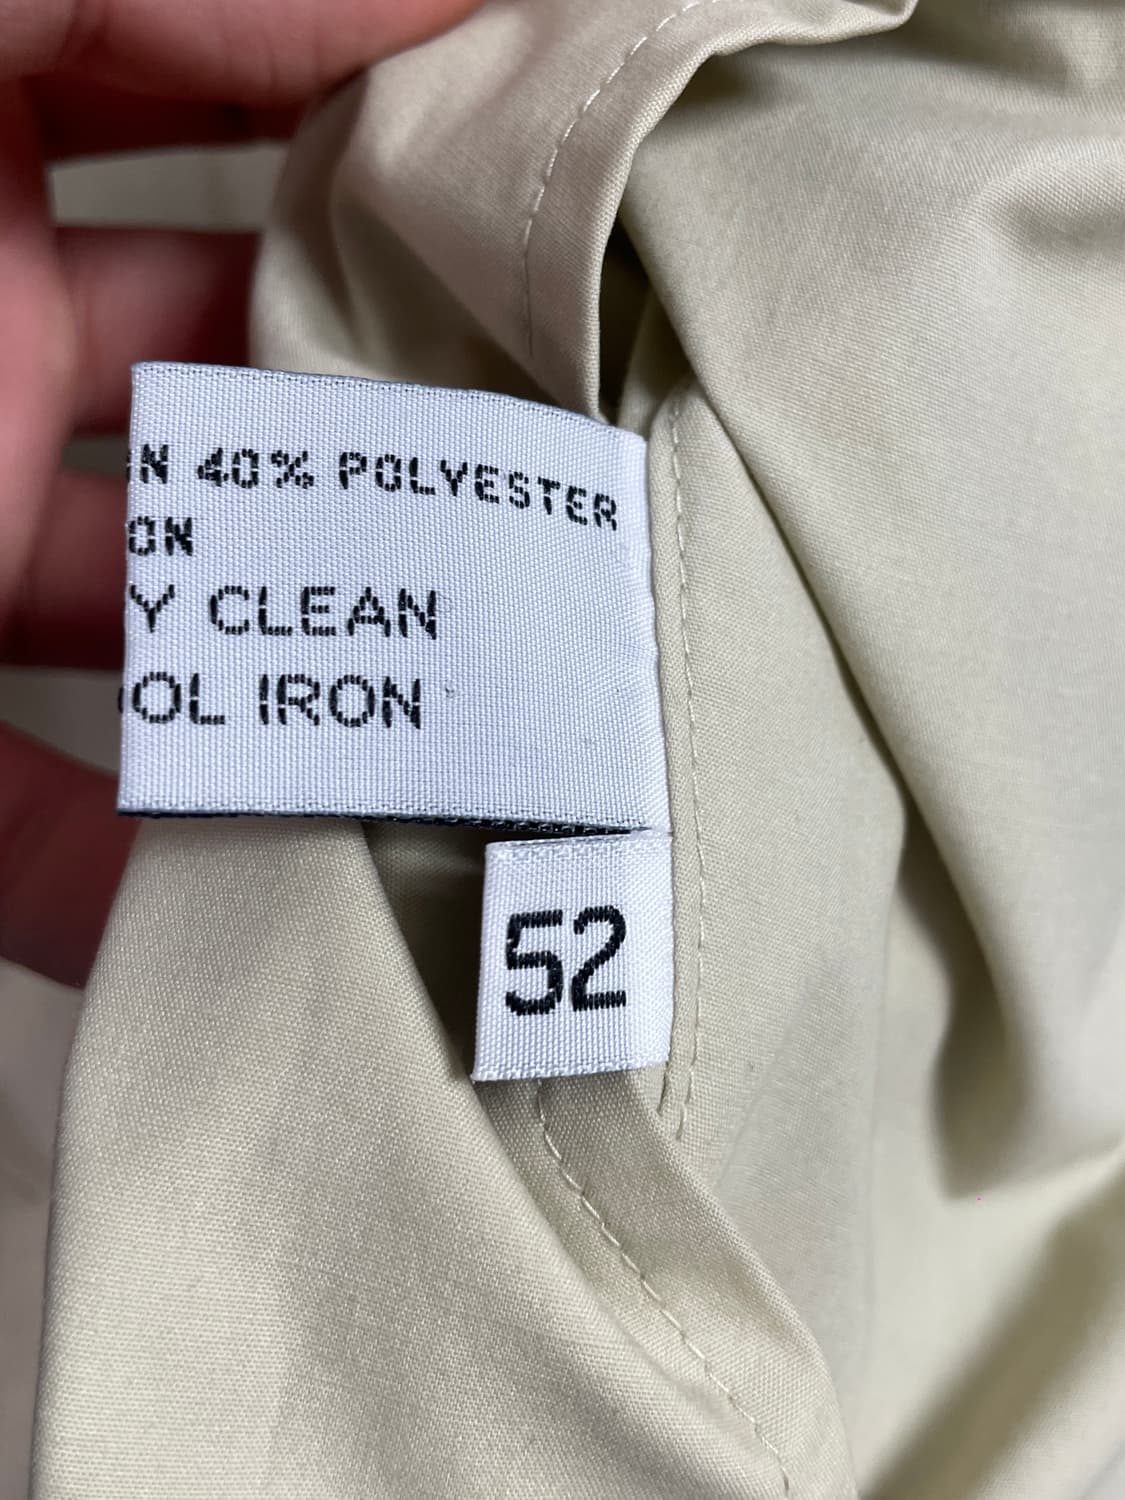 N 40% POLYESTER
ON
Y CLEAN
OL IRON
52